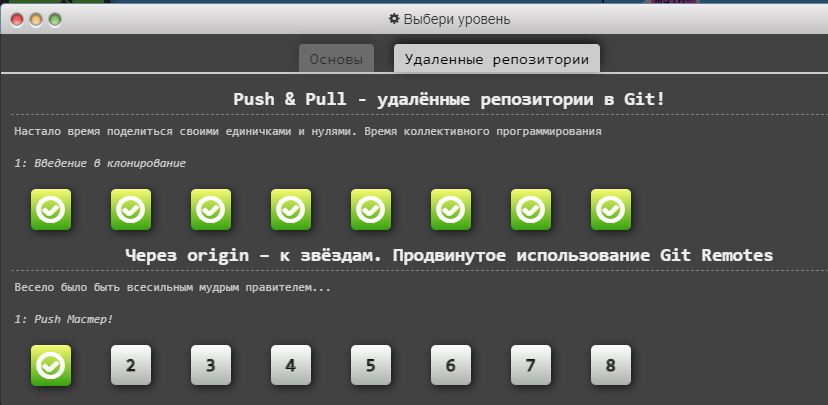 Выбери уровень
Основы
Удаленные репозитории
Push & Pull - удалённые репозитории в Git!
Настало время поделиться своими единичками и нулями. Время коллективного программирования
1: Введение в клонирование
Через origin – к звёздам. Продвинутое использование Git Remotes
Весело было быть всесильным мудрым правителем...
1: Push Мастер!
2 3 4 5 6 7 8